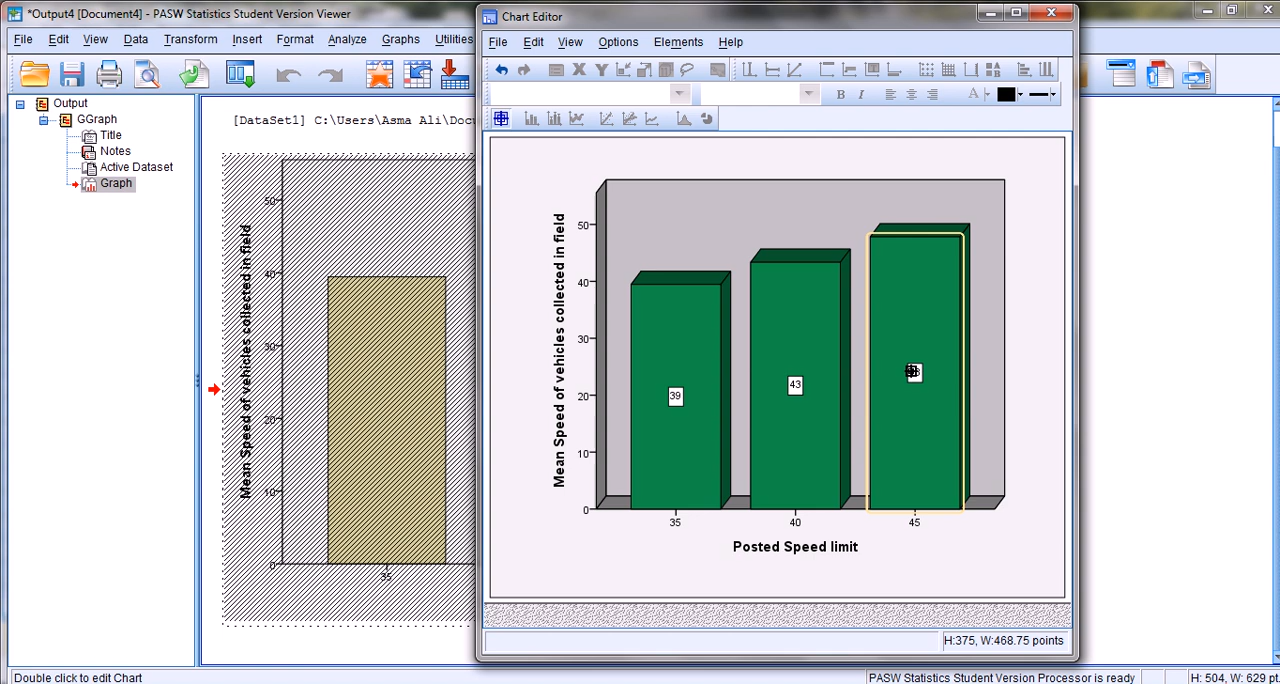 *Output4 [Document4] - PASW Statistics Student Version Viewer
File Edit View Data Transform Insert Format Analyze Graphs Utilities
Output
GGraph
Title
Notes
Active Dataset
Graph
[DataSet1] C:\Users\Asma Ali\Docu
Mean Speed of vehicles collected in field
50
40
30
20
10
0
35
Chart Editor
File Edit View Options Elements Help
X Y
B I A
Mean Speed of vehicles collected in field
50
40
30
20
10
0
39
43
35 40 45
Posted Speed limit
H:375, W:468.75 points
Double click to edit Chart
PASW Statistics Student Version Processor is ready
H: 504, W: 629 pt.